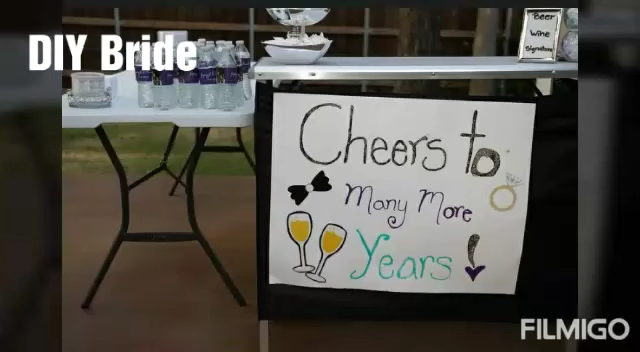 DIY Bride
Beer
Wine
Signature
Cheers to
Many More
Years!
FILMIGO